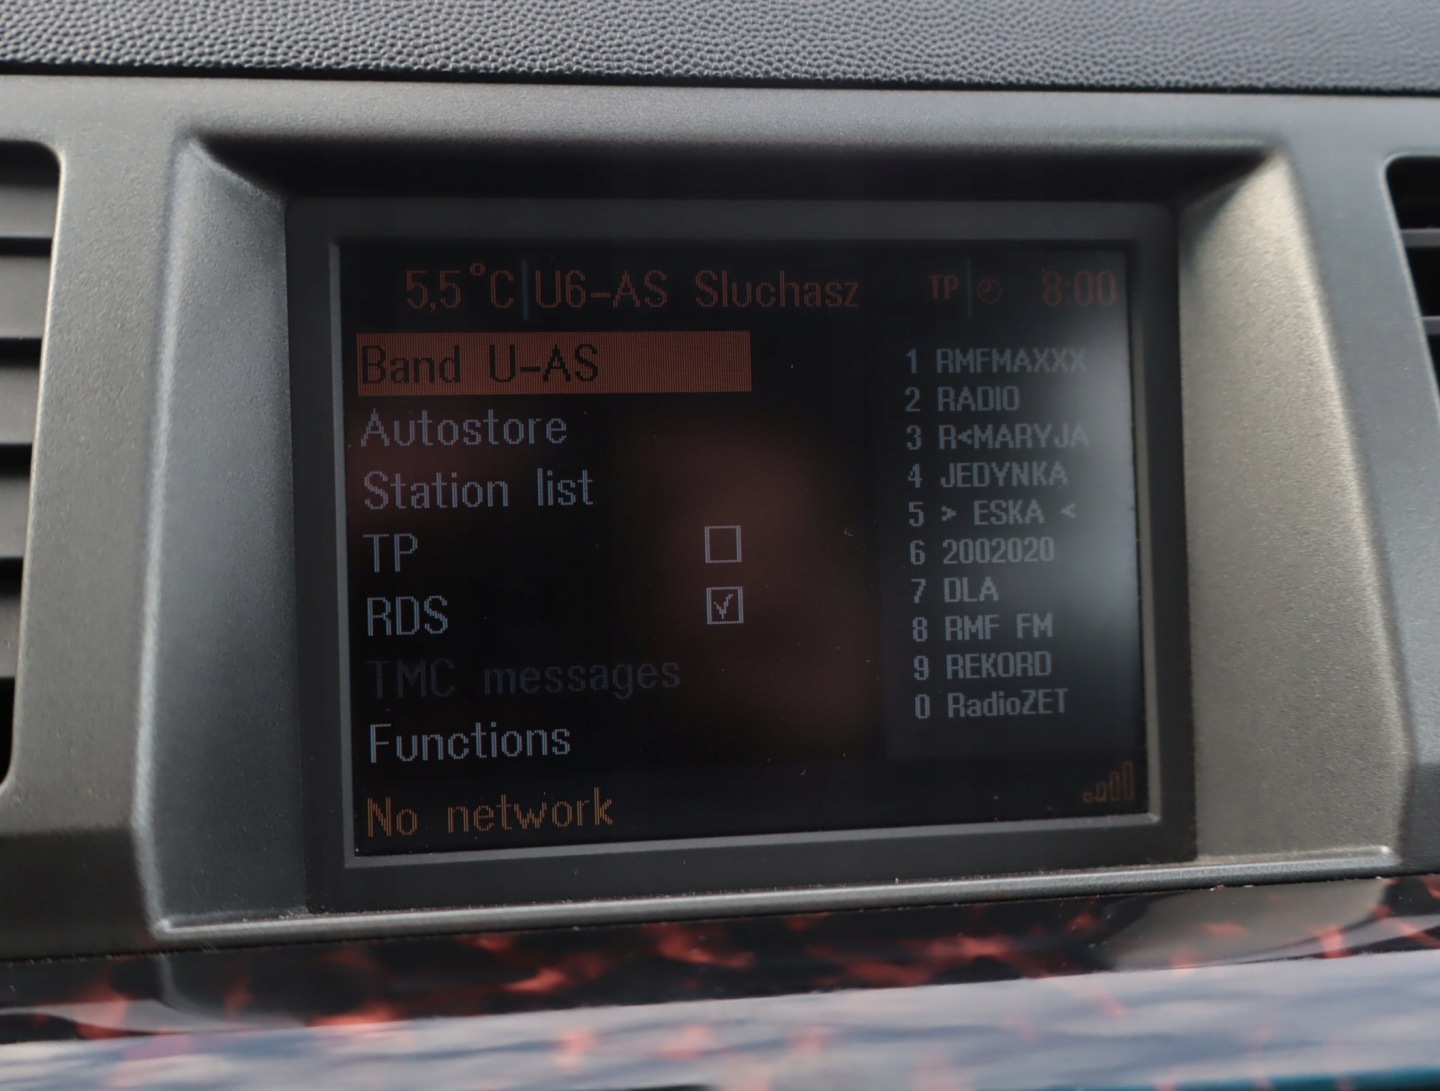 5,5°C U6-AS Sluchasz TP 8:00
Band U-AS
Autostore
Station list
TP
RDS
TMC messages
Functions
No network
1 RMFMAXXX
2 RADIO
3 R<MARYJA
4 JEDYNKA
5 > ESKA <
6 2002020
7 DLA
8 RMF FM
9 REKORD
0 RadioZET